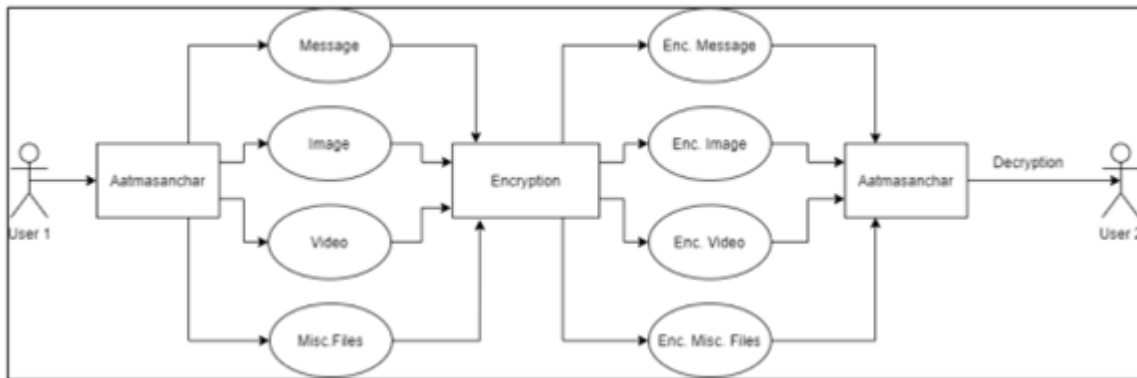 Message
Enc. Message
Image
Enc. Image
Aatmasanchar
Encryption
Aatmasanchar
Decryption
User 1
Video
Enc. Video
User 2
Misc.Files
Enc. Misc. Files